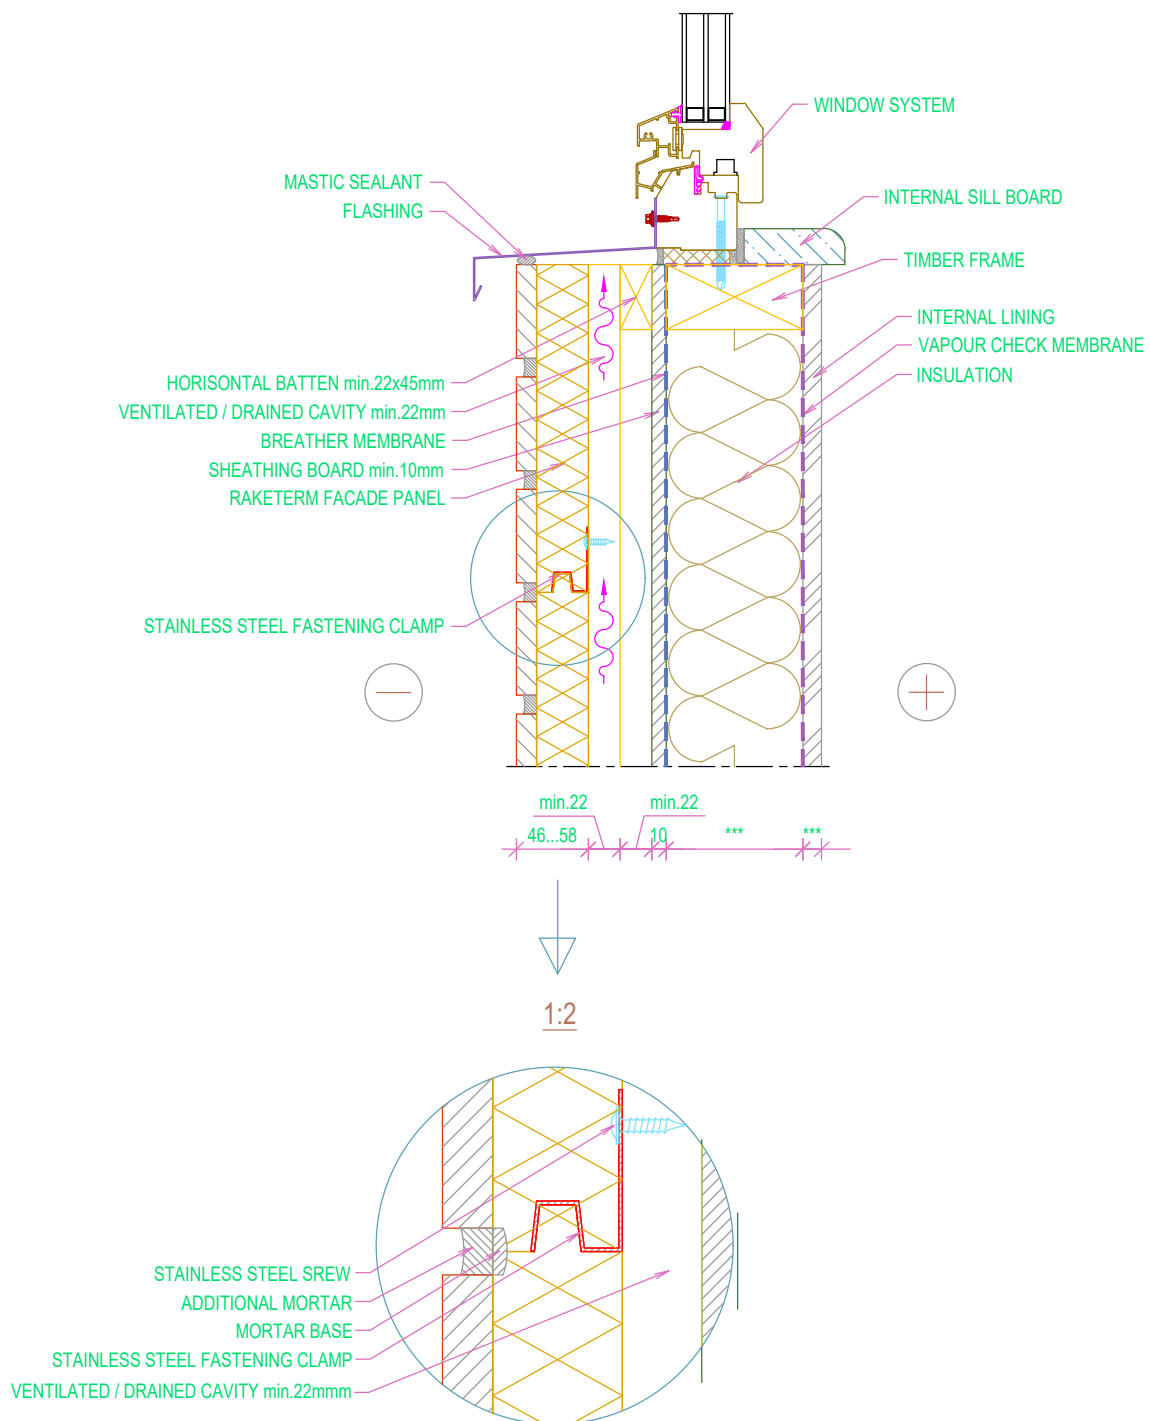 WINDOW SYSTEM
MASTIC SEALANT
FLASHING
INTERNAL SILL BOARD
TIMBER FRAME
INTERNAL LINING
VAPOUR CHECK MEMBRANE
INSULATION
HORISONTAL BATTEN min.22x45mm
VENTILATED / DRAINED CAVITY min.22mm
BREATHER MEMBRANE
SHEATHING BOARD min.10mm
RAKETERM FACADE PANEL
STAINLESS STEEL FASTENING CLAMP
min.22 min.22
46...58 10 *** ***
1:2
STAINLESS STEEL SREW
ADDITIONAL MORTAR
MORTAR BASE
STAINLESS STEEL FASTENING CLAMP
VENTILATED / DRAINED CAVITY min.22mmm